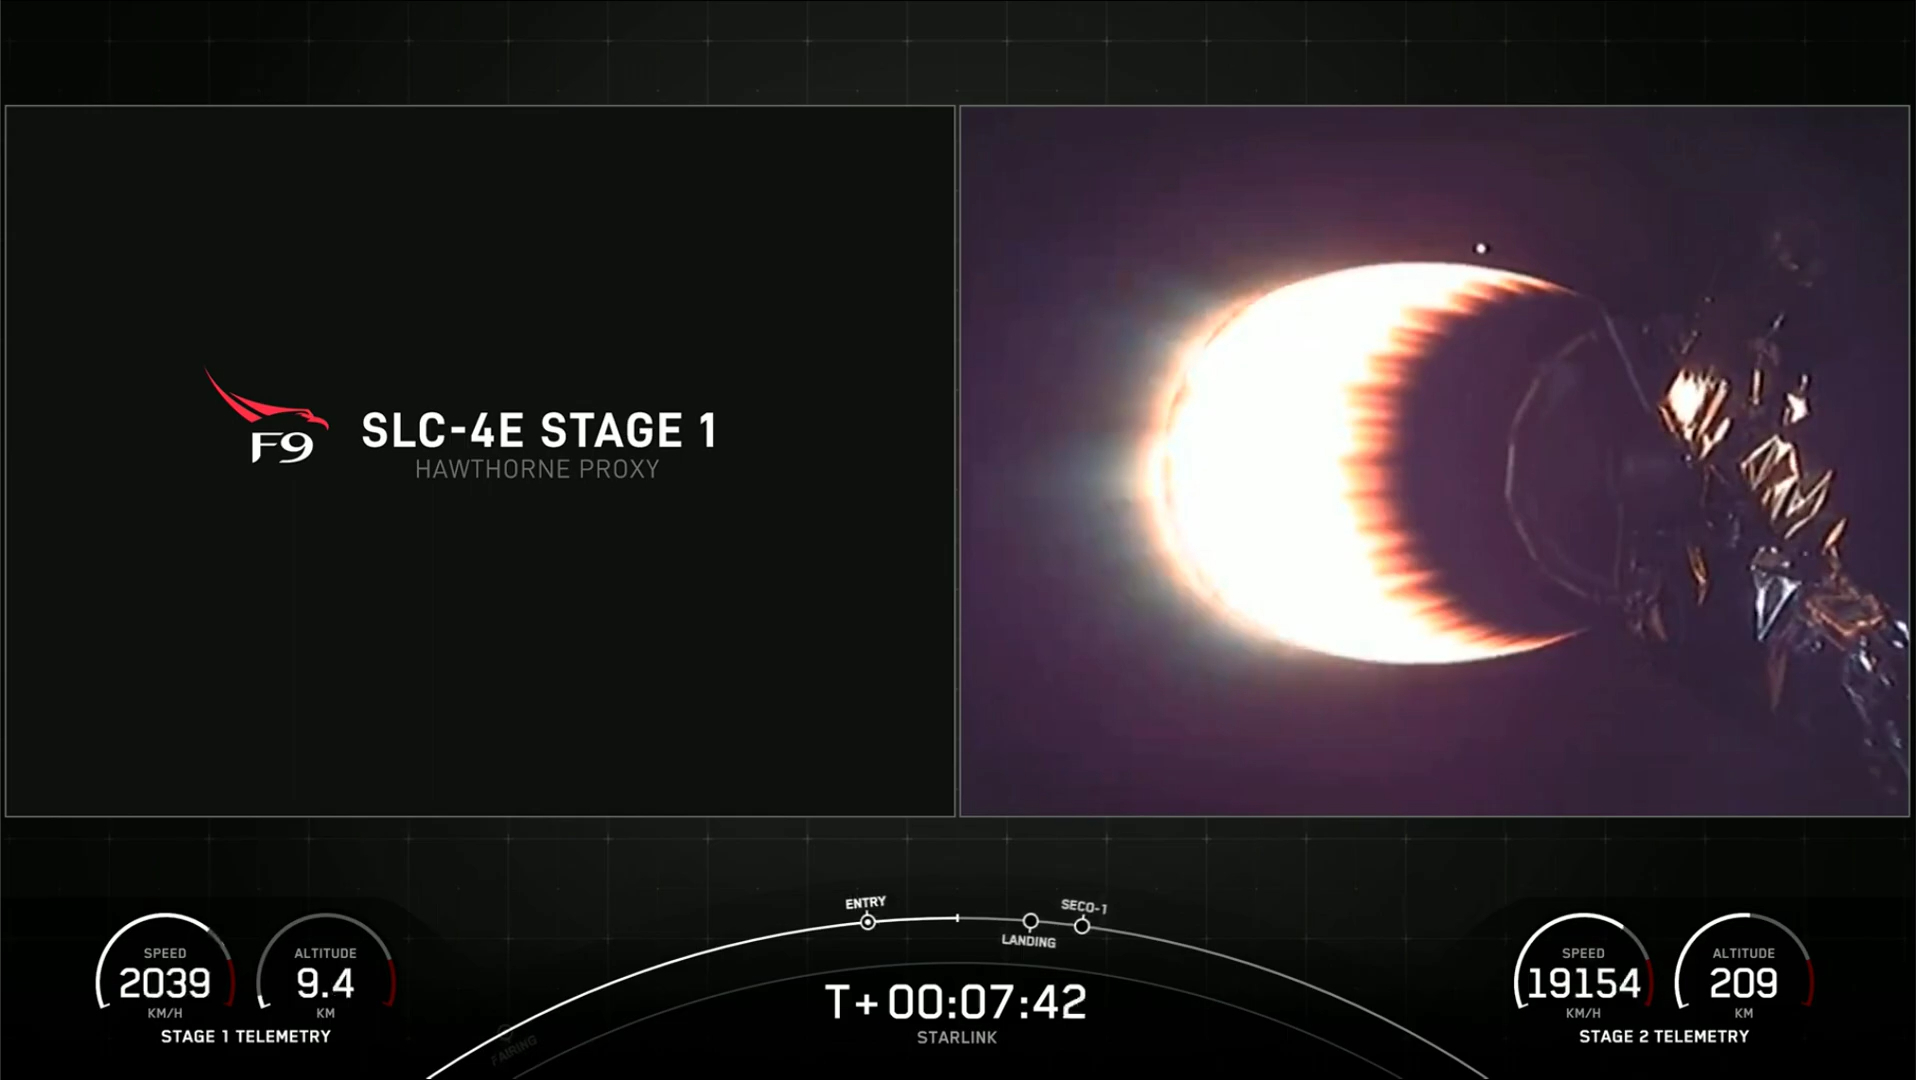 F9
SLC-4E STAGE 1
HAWTHORNE PROXY
ENTRY
SECO-1
LANDING
FAIRING
SPEED
2039
KM/H
ALTITUDE
9.4
KM
STAGE 1 TELEMETRY
T+00:07:42
STARLINK
SPEED
19154
KM/H
ALTITUDE
209
KM
STAGE 2 TELEMETRY